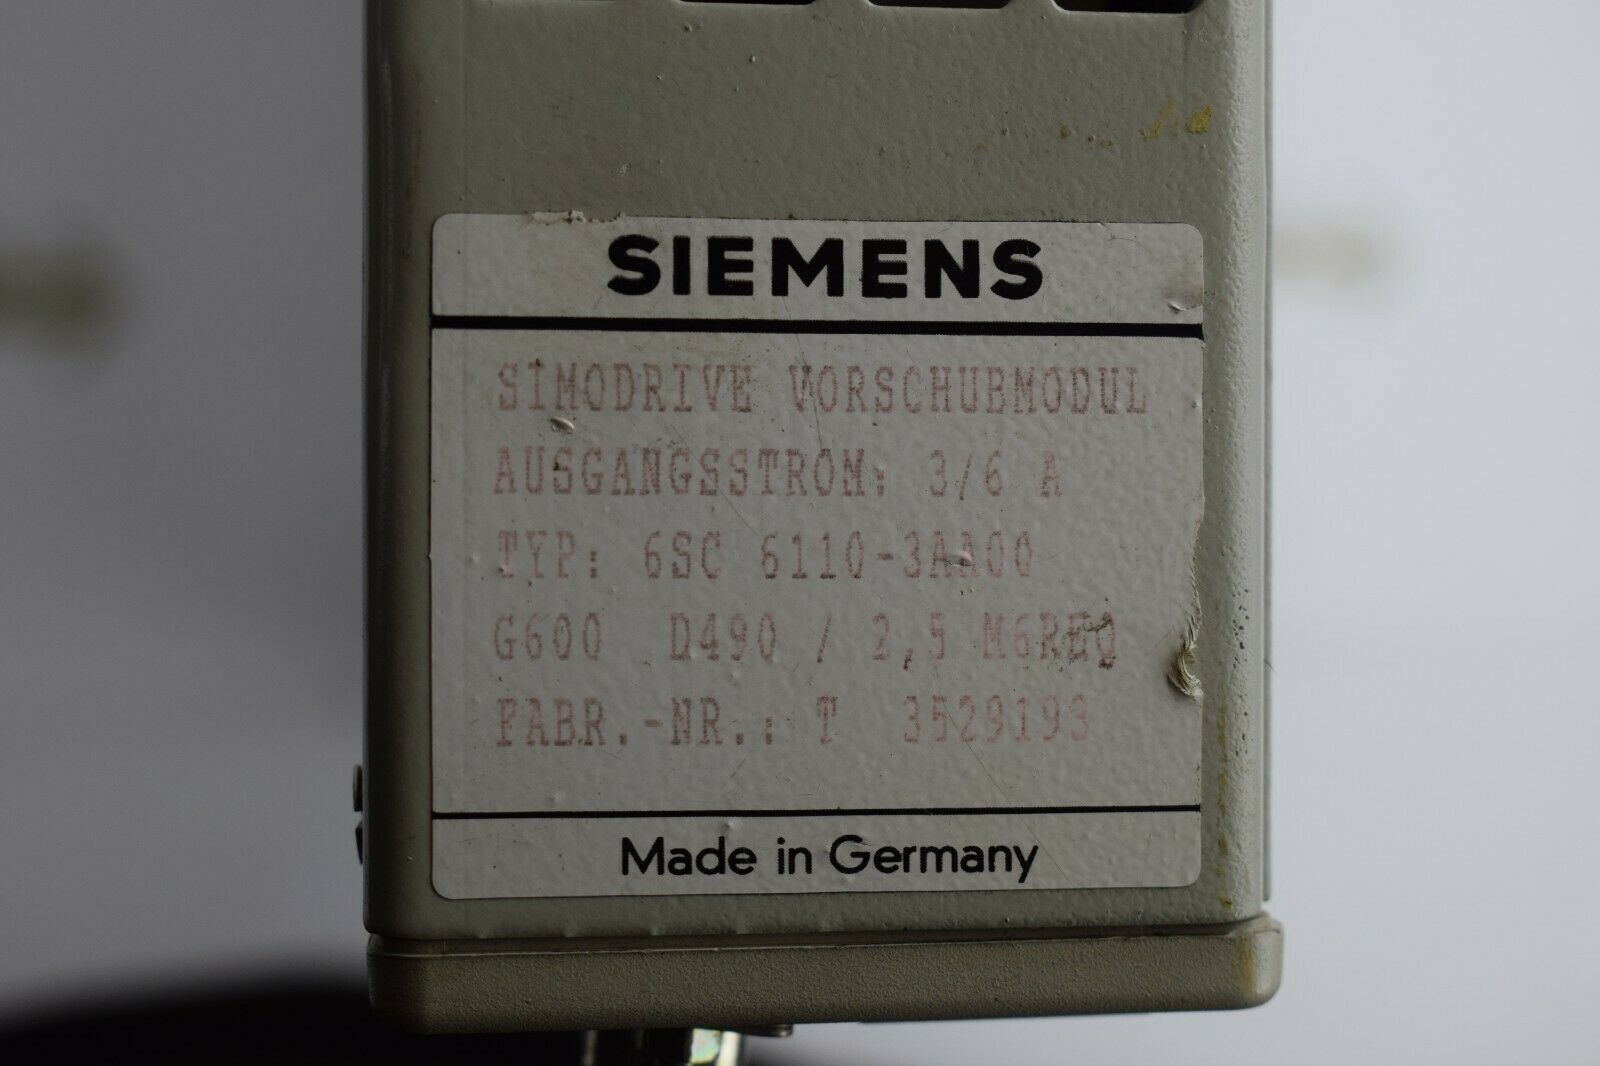 SIEMENS
SIMODRIVE VORSCHUBMODUL
AUSGANGSSTROM: 3/6 A
TYP: 6SC 6110-3AA00
G600 D490 / 2,5
FABR.-NR.: T 3529193
Made in Germany